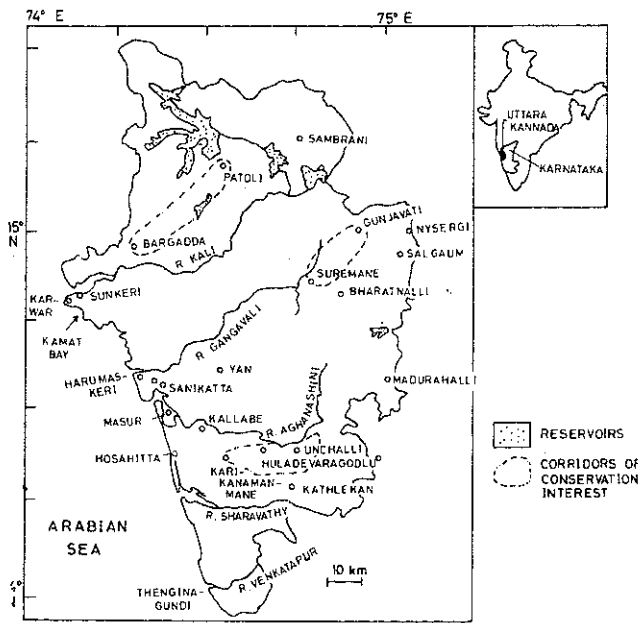 74° E
75° E
SAMBRANI
PATOLI
15°
N
BARGADDA
R. KALI
GUNJAVATI
NYSERGI
SALGAUM
SUREMANE
BHARATNALLI
KAR-
WAR
SUNKERI
KAMAT
BAY
R. GANGAVALI
HARUMAS-
KERI
SANIKATTA
YAN
MADURAHALLI
MASUR
KALLABE
R. AGHANASHINI
HOSAHITTA
UNCHALLI
HULADEVARAGODLU
KARI-
KANAMAN-
MANE
KATHLEKAN
R. SHARAVATHY
ARABIAN
SEA
R. VENKATAPUR
10 km
THENGINA-
GUNDI
UTTARA
KANNADA
KARNATAKA
RESERVOIRS
CORRIDORS OF
CONSERVATION
INTEREST